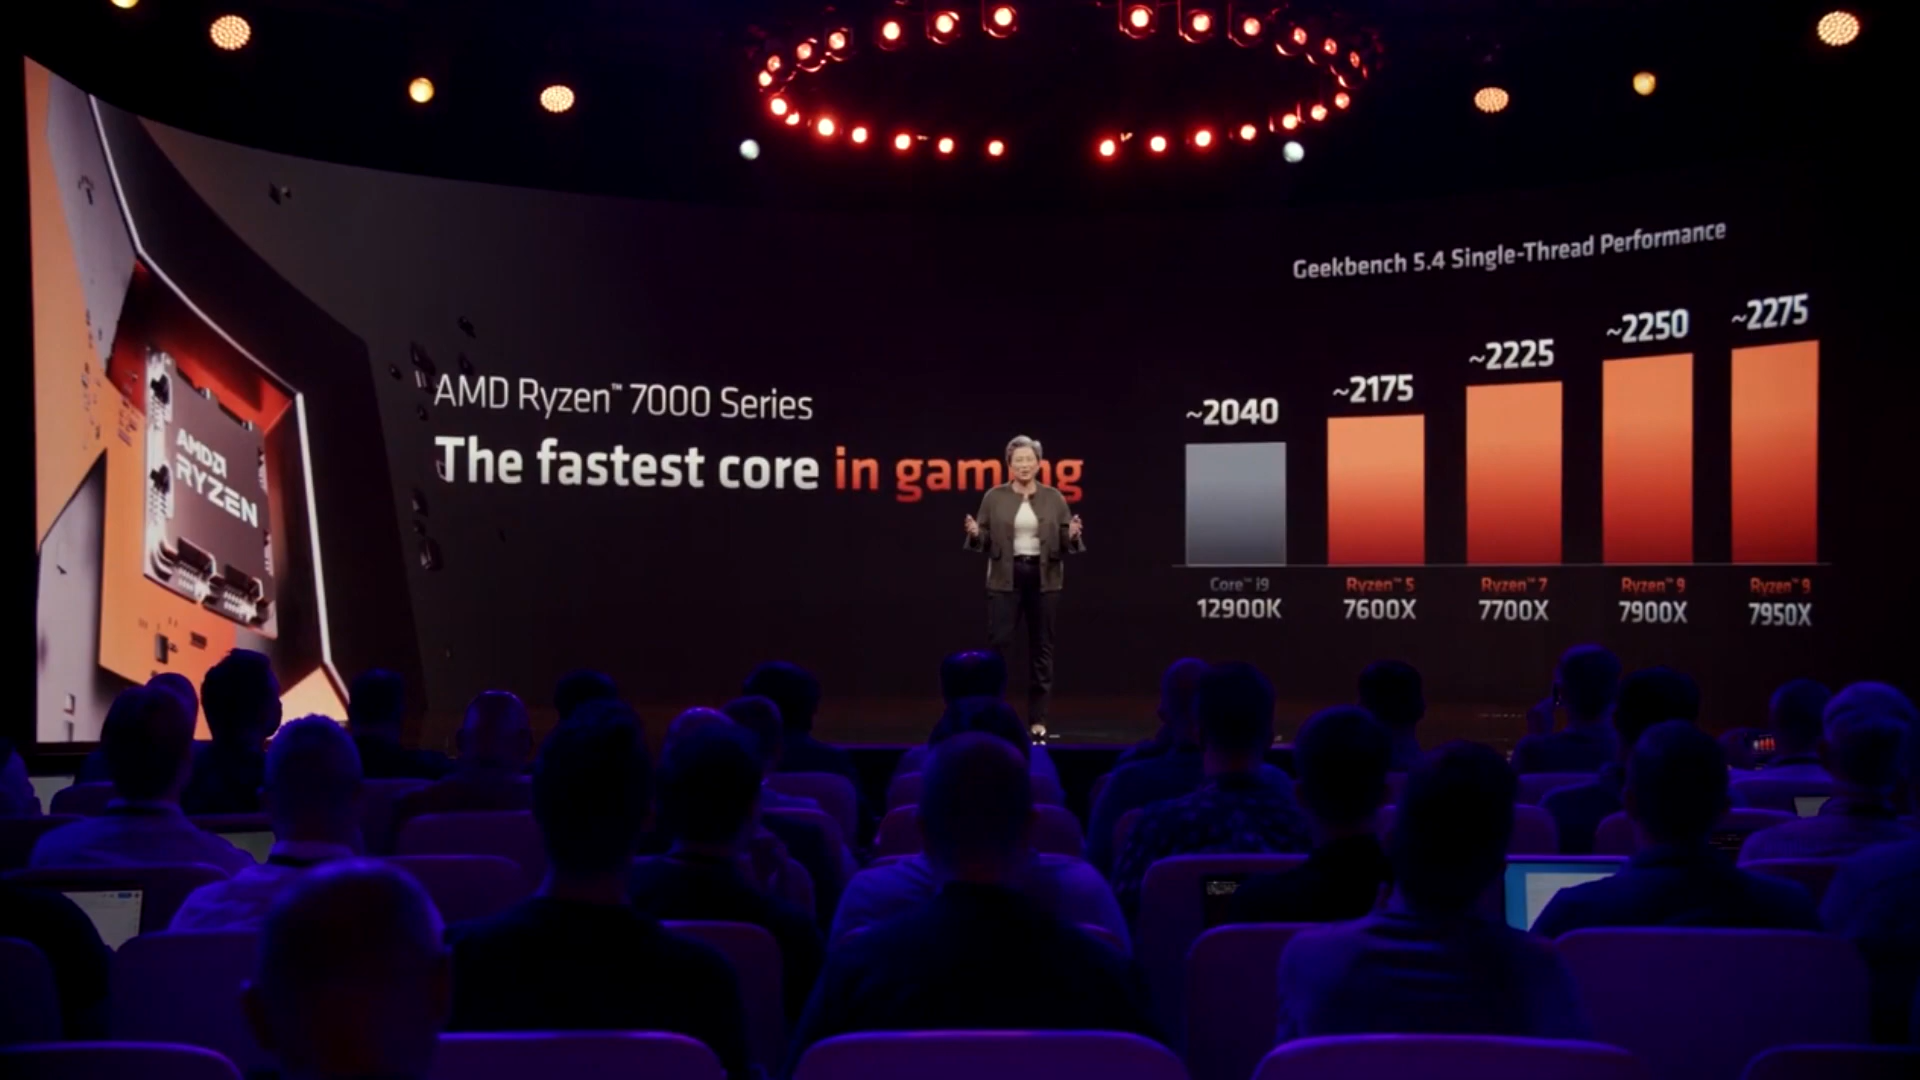 Geekbench 5.4 Single-Thread Performance
AMD Ryzen™ 7000 Series
The fastest core in gaming
~2040
~2175
~2225
~2250
~2275
Core™ i9
12900K
Ryzen™ 5
7600X
Ryzen™ 7
7700X
Ryzen™ 9
7900X
Ryzen™ 9
7950X
AMD
RYZEN